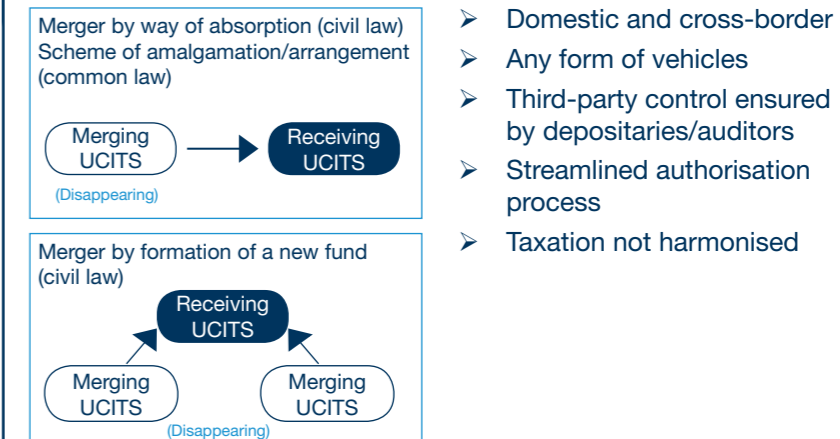 Merger by way of absorption (civil law)
Scheme of amalgamation/arrangement
(common law)
Merging
UCITS
Receiving
UCITS
(Disappearing)
Merger by formation of a new fund
(civil law)
Receiving
UCITS
Merging
UCITS
Merging
UCITS
(Disappearing)
➢ Domestic and cross-border
➢ Any form of vehicles
➢ Third-party control ensured
by depositaries/auditors
➢ Streamlined authorisation
process
➢ Taxation not harmonised